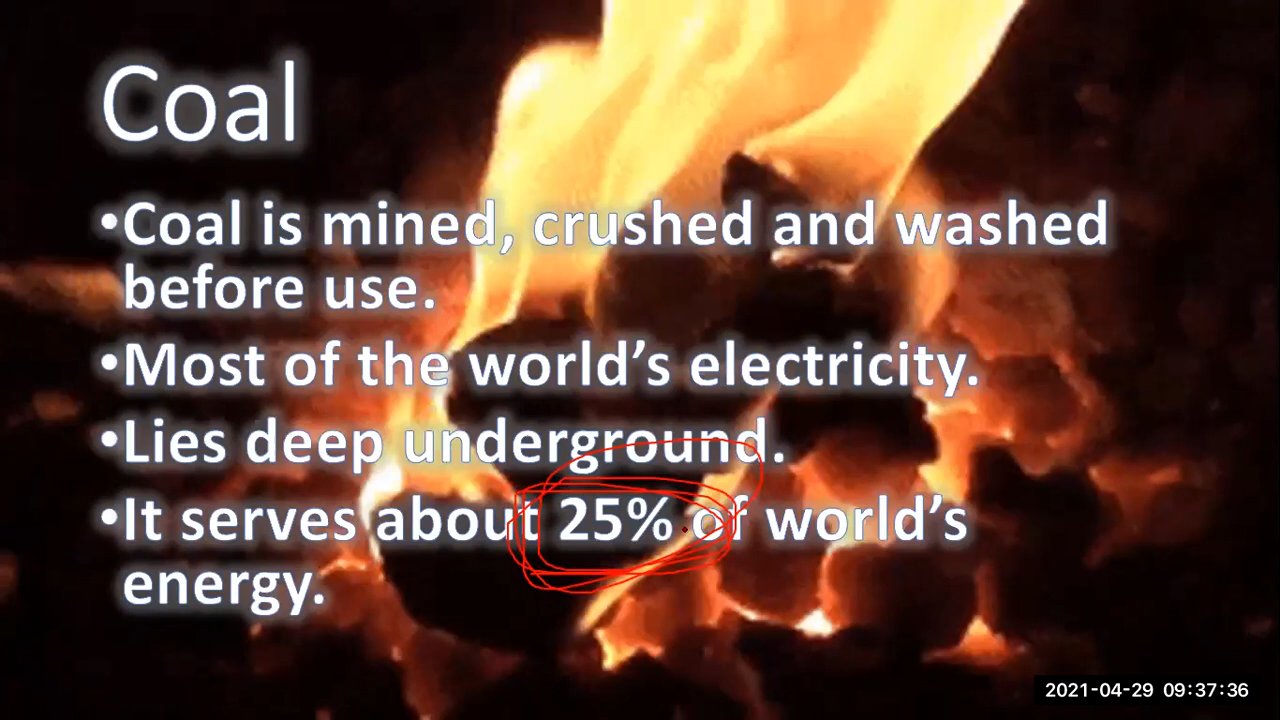 Coal
•Coal is mined, crushed and washed
before use.
•Most of the world’s electricity.
•Lies deep underground.
•It serves about 25% of world’s
energy.
2021-04-29 09:37:36